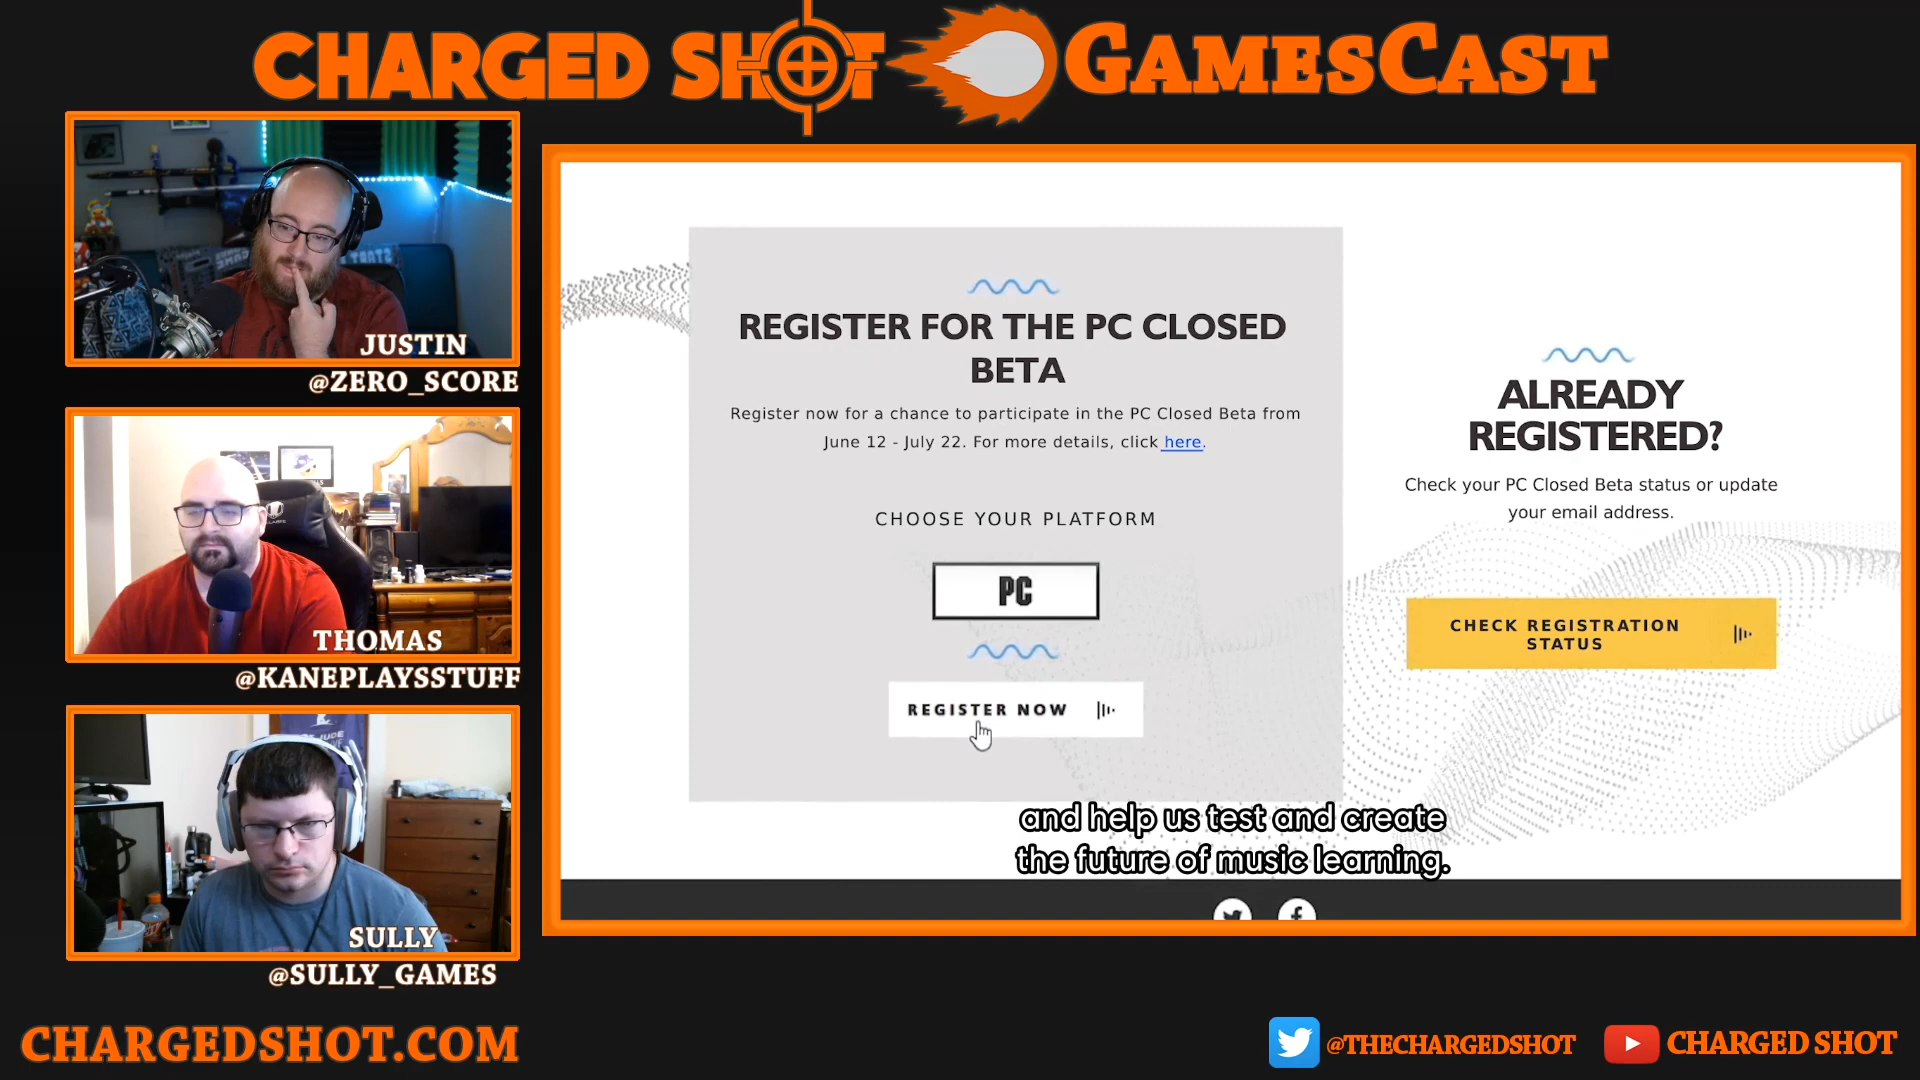 CHARGED SHOT GAMESCAST
JUSTIN
@ZERO_SCORE
THOMAS
@KANEPLAYSSTUFF
SULLY
@SULLY_GAMES
REGISTER FOR THE PC CLOSED
BETA
Register now for a chance to participate in the PC Closed Beta from
June 12 - July 22. For more details, click here.
CHOOSE YOUR PLATFORM
PC
REGISTER NOW
ALREADY
REGISTERED?
Check your PC Closed Beta status or update
your email address.
CHECK REGISTRATION
STATUS
and help us test and create
the future of music learning.
CHARGEDSHOT.COM
@THECHARGEDSHOT
CHARGED SHOT